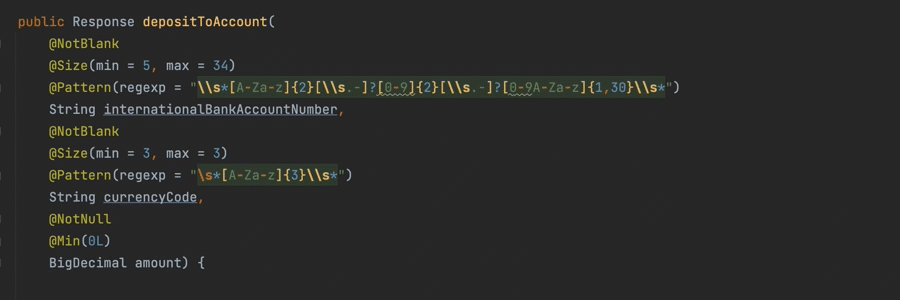 public Response depositToAccount(
@NotBlank
@Size(min = 5, max = 34)
@Pattern(regexp = "\\s*[A-Za-z]{2}[\\s.-]?[0-9]{2}[\\s.-]?[0-9A-Za-z]{1,30}\\s*")
String internationalBankAccountNumber,
@NotBlank
@Size(min = 3, max = 3)
@Pattern(regexp = "\s*[A-Za-z]{3}\\s*")
String currencyCode,
@NotNull
@Min(0L)
BigDecimal amount) {